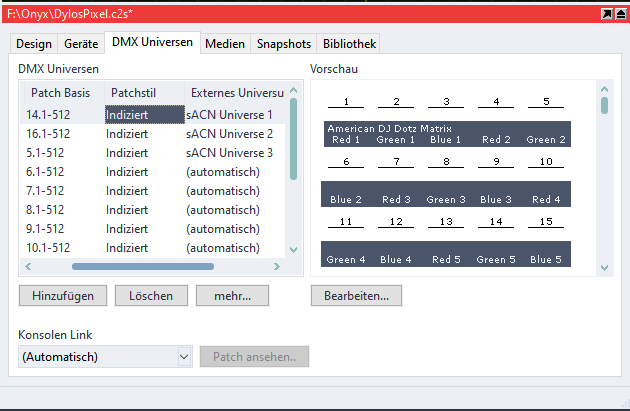 F:\Onyx\DylosPixel.c2s*
Design Geräte DMX Universen Medien Snapshots Bibliothek
DMX Universen
Patch Basis Patchstil Externes Universu
14.1-512 Indiziert sACN Universe 1
16.1-512 Indiziert sACN Universe 2
5.1-512 Indiziert sACN Universe 3
6.1-512 Indiziert (automatisch)
7.1-512 Indiziert (automatisch)
8.1-512 Indiziert (automatisch)
9.1-512 Indiziert (automatisch)
10.1-512 Indiziert (automatisch)
Hinzufügen Löschen mehr...
Konsolen Link
(Automatisch) Patch ansehen..
Vorschau
1 2 3 4 5
American DJ Dotz Matrix
Red 1 Green 1 Blue 1 Red 2 Green 2
6 7 8 9 10
Blue 2 Red 3 Green 3 Blue 3 Red 4
11 12 13 14 15
Green 4 Blue 4 Red 5 Green 5 Blue 5
Bearbeiten...